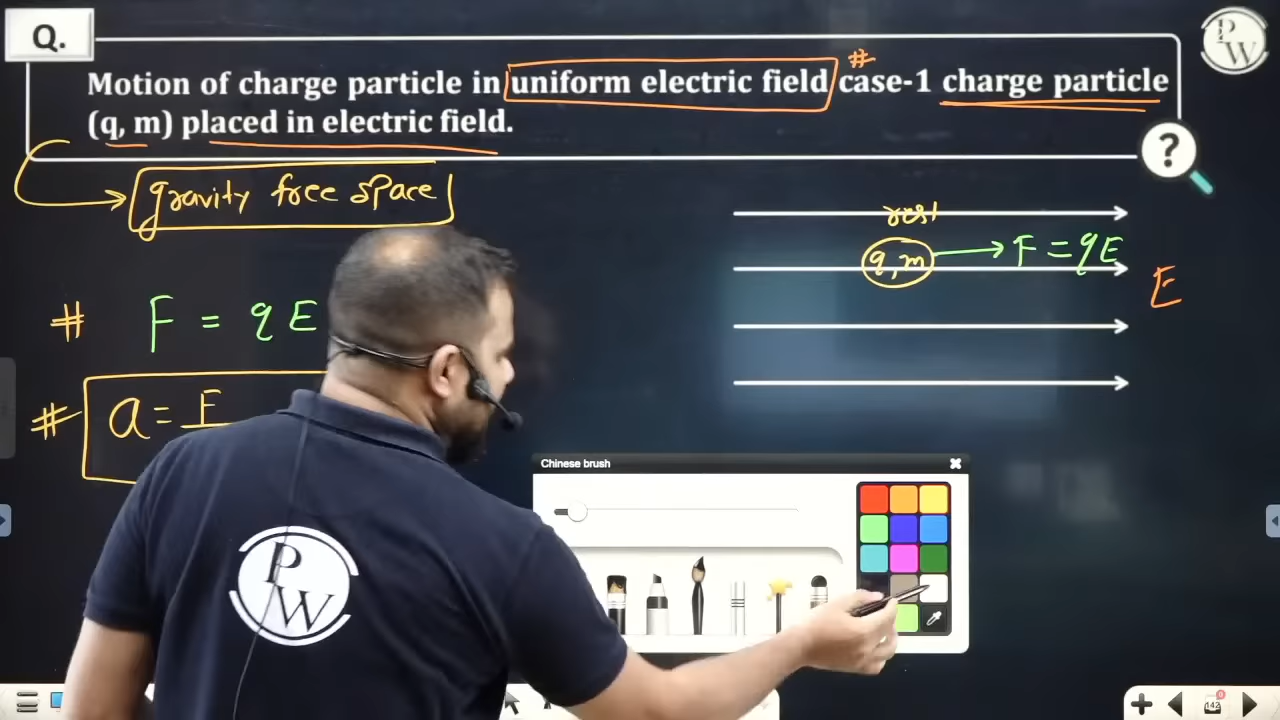 Q.
Motion of charge particle in uniform electric field case-1 charge particle
(q, m) placed in electric field.
?
PW
gravity free space
rest
q, m → F = qE
E
# F = qE
# a = F
Chinese brush
PW
142